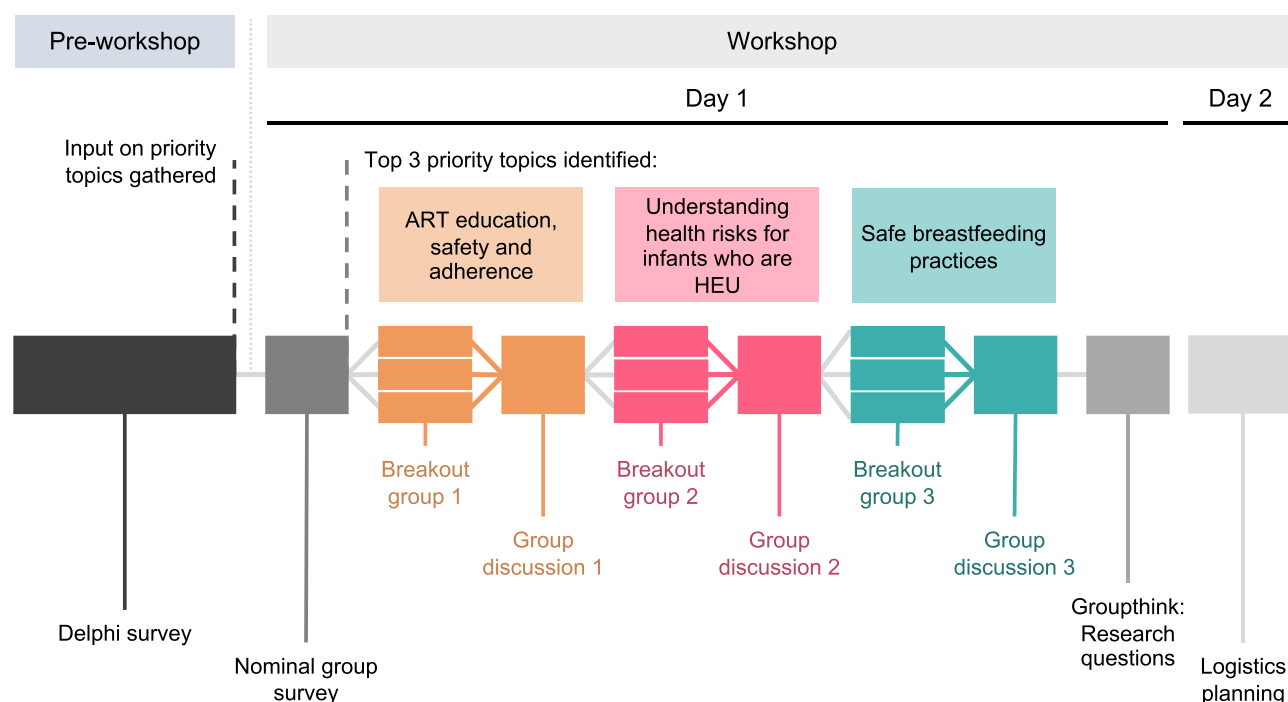 Pre-workshop
Workshop
Day 1
Day 2
Input on priority
topics gathered
Top 3 priority topics identified:
ART education,
safety and
adherence
Understanding
health risks for
infants who are
HEU
Safe breastfeeding
practices
Breakout
group 1
Breakout
group 2
Breakout
group 3
Group
discussion 1
Group
discussion 2
Group
discussion 3
Delphi survey
Nominal group
survey
Groupthink:
Research
questions
Logistics
planning